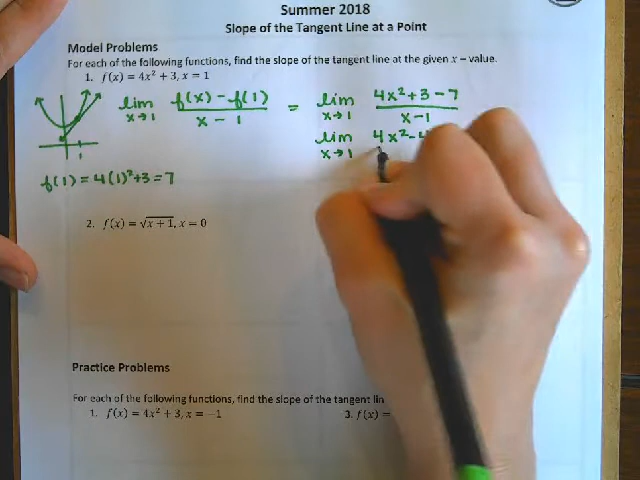 Summer 2018
Slope of the Tangent Line at a Point
Model Problems
For each of the following functions, find the slope of the tangent line at the given x – value.
1. f(x) = 4x² + 3, x = 1
lim x→1 f(x) – f(1) / x – 1 = lim x→1 4x² + 3 – 7 / x – 1
lim x→1 4x² – 4
f(1) = 4(1)² + 3 = 7
2. f(x) = √x + 1, x = 0
Practice Problems
For each of the following functions, find the slope of the tangent lin
1. f(x) = 4x² + 3, x = −1
3. f(x) =